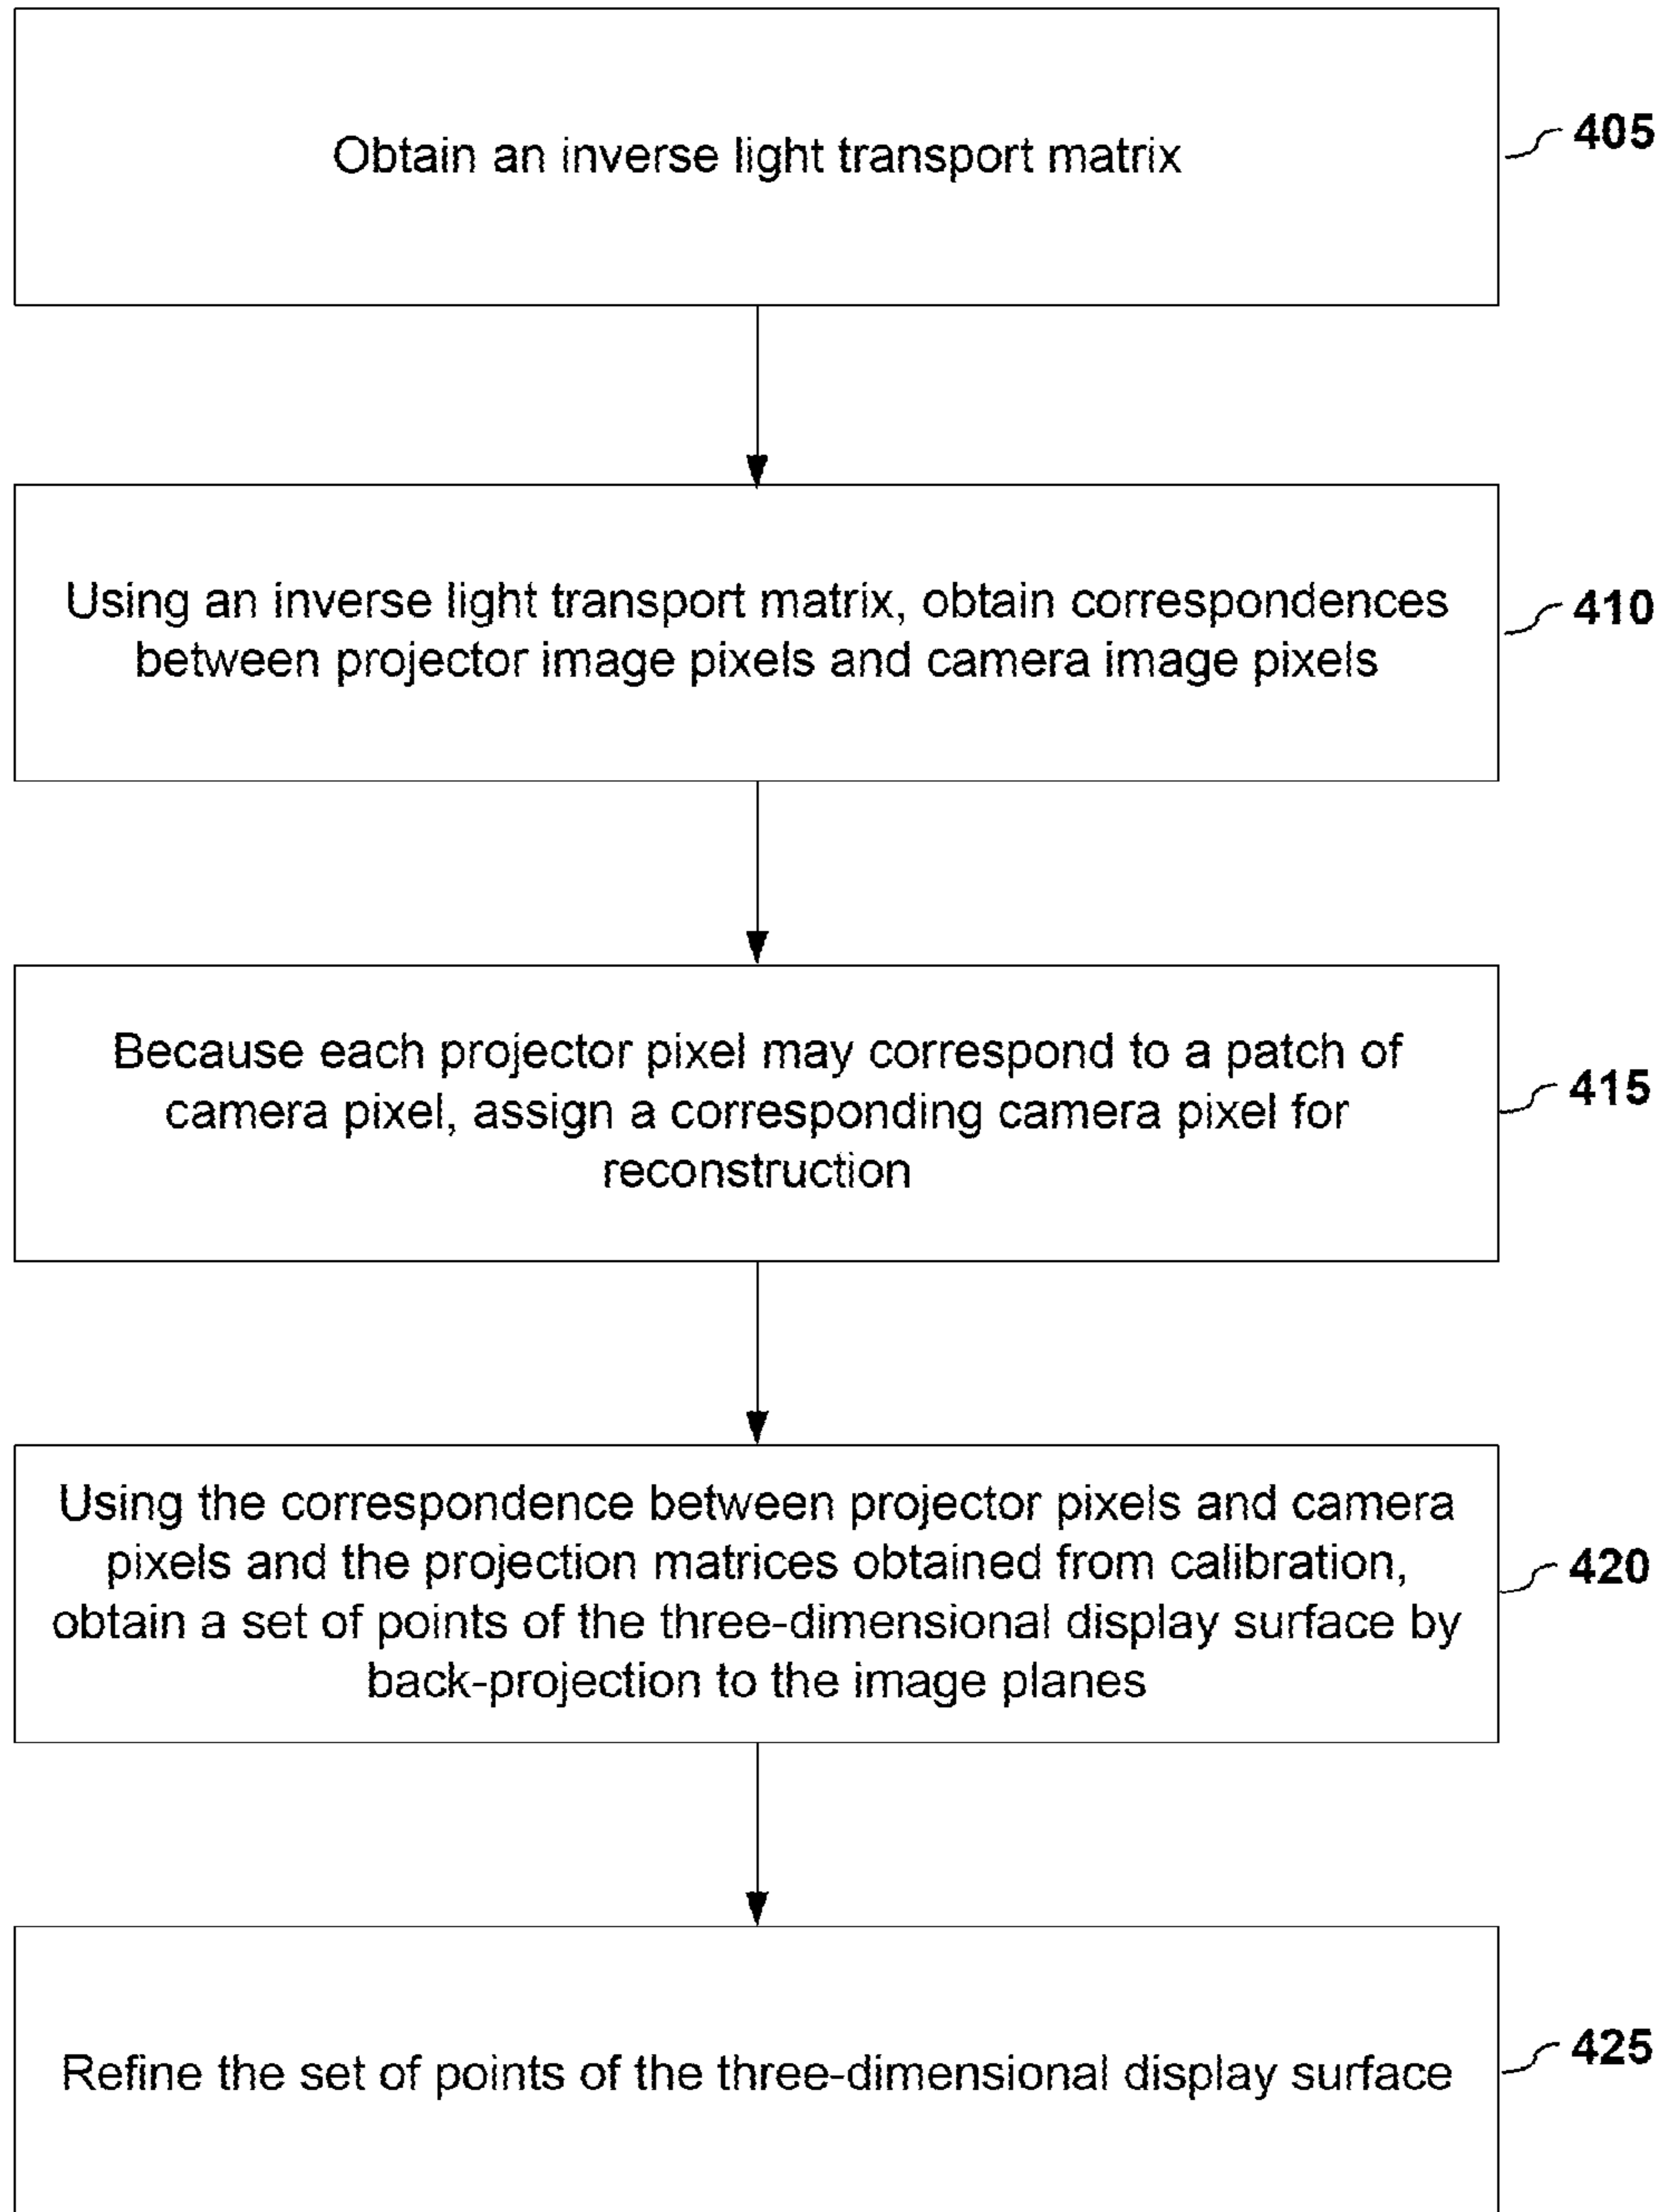 Obtain an inverse light transport matrix
405
Using an inverse light transport matrix, obtain correspondences
between projector image pixels and camera image pixels
410
Because each projector pixel may correspond to a patch of
camera pixel, assign a corresponding camera pixel for
reconstruction
415
Using the correspondence between projector pixels and camera
pixels and the projection matrices obtained from calibration,
obtain a set of points of the three-dimensional display surface by
back-projection to the image planes
420
Refine the set of points of the three-dimensional display surface
425